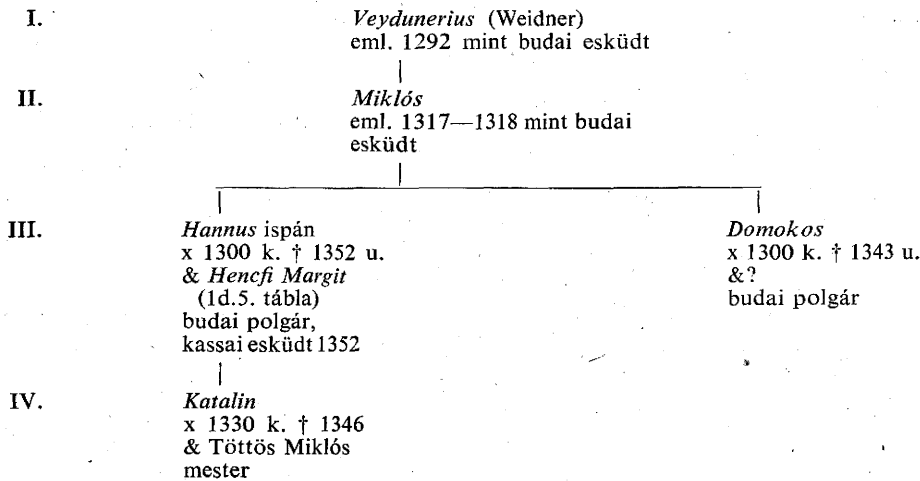 I. Veydunerius (Weidner)
eml. 1292 mint budai esküdt
II. Miklós
eml. 1317—1318 mint budai
esküdt
III. Hannus ispán
x 1300 k. † 1352 u.
& Hencfi Margit
(1d.5. tábla)
budai polgár,
kassai esküdt 1352
Domokos
x 1300 k. † 1343 u.
&?
budai polgár
IV. Katalin
x 1330 k. † 1346
& Töttös Miklós
mester